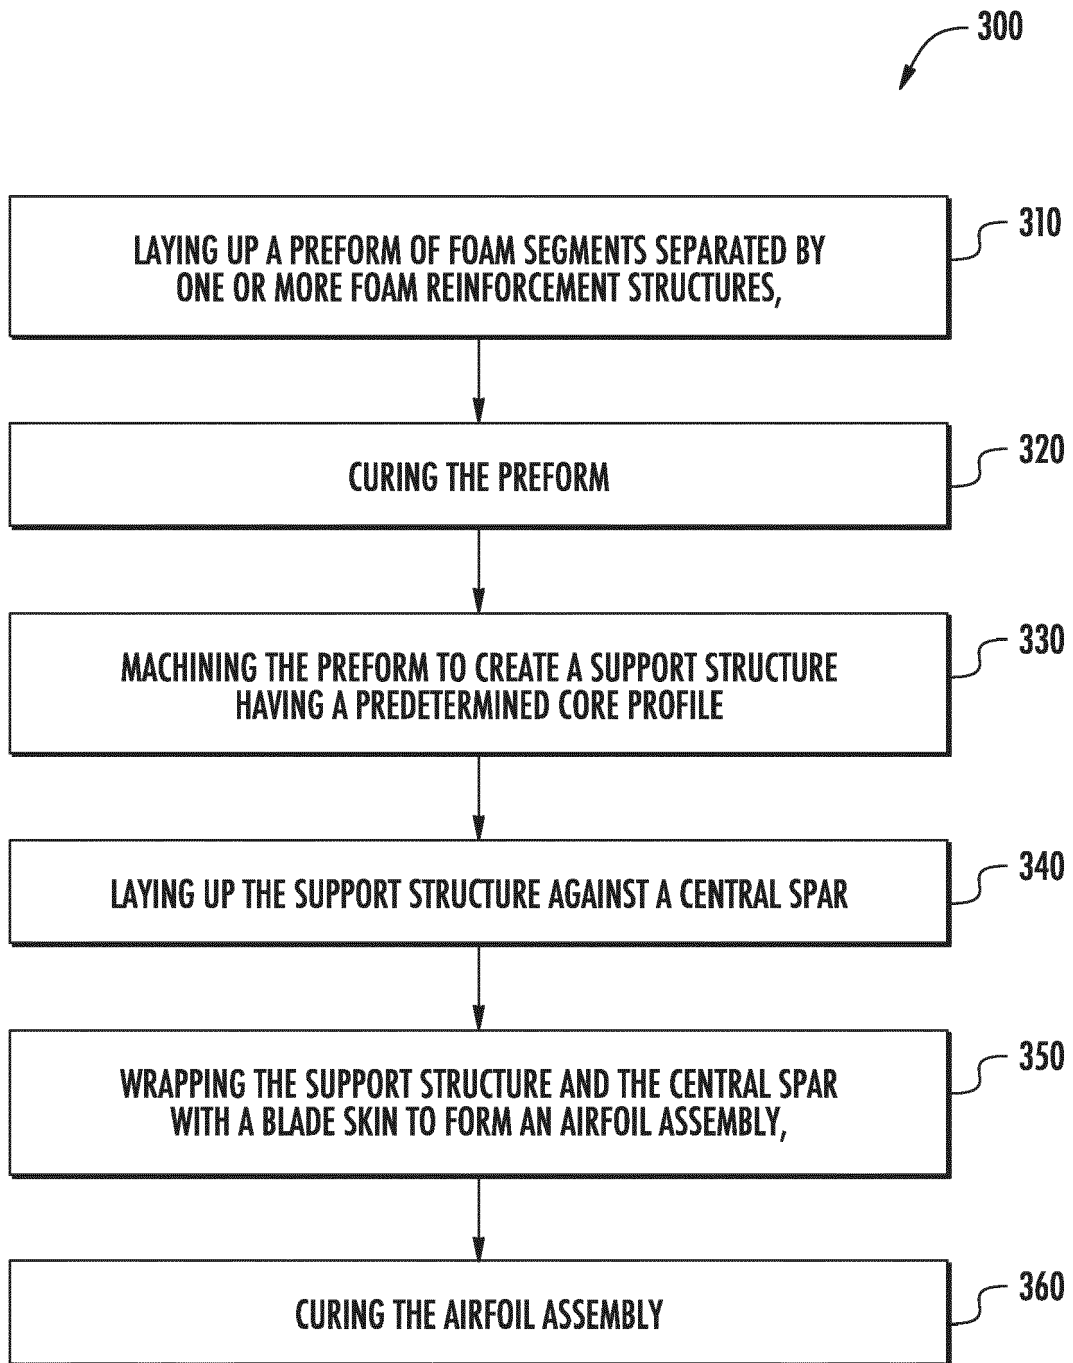 300
LAYING UP A PREFORM OF FOAM SEGMENTS SEPARATED BY
ONE OR MORE FOAM REINFORCEMENT STRUCTURES,
310
CURING THE PREFORM
320
MACHINING THE PREFORM TO CREATE A SUPPORT STRUCTURE
HAVING A PREDETERMINED CORE PROFILE
330
LAYING UP THE SUPPORT STRUCTURE AGAINST A CENTRAL SPAR
340
WRAPPING THE SUPPORT STRUCTURE AND THE CENTRAL SPAR
WITH A BLADE SKIN TO FORM AN AIRFOIL ASSEMBLY,
350
CURING THE AIRFOIL ASSEMBLY
360